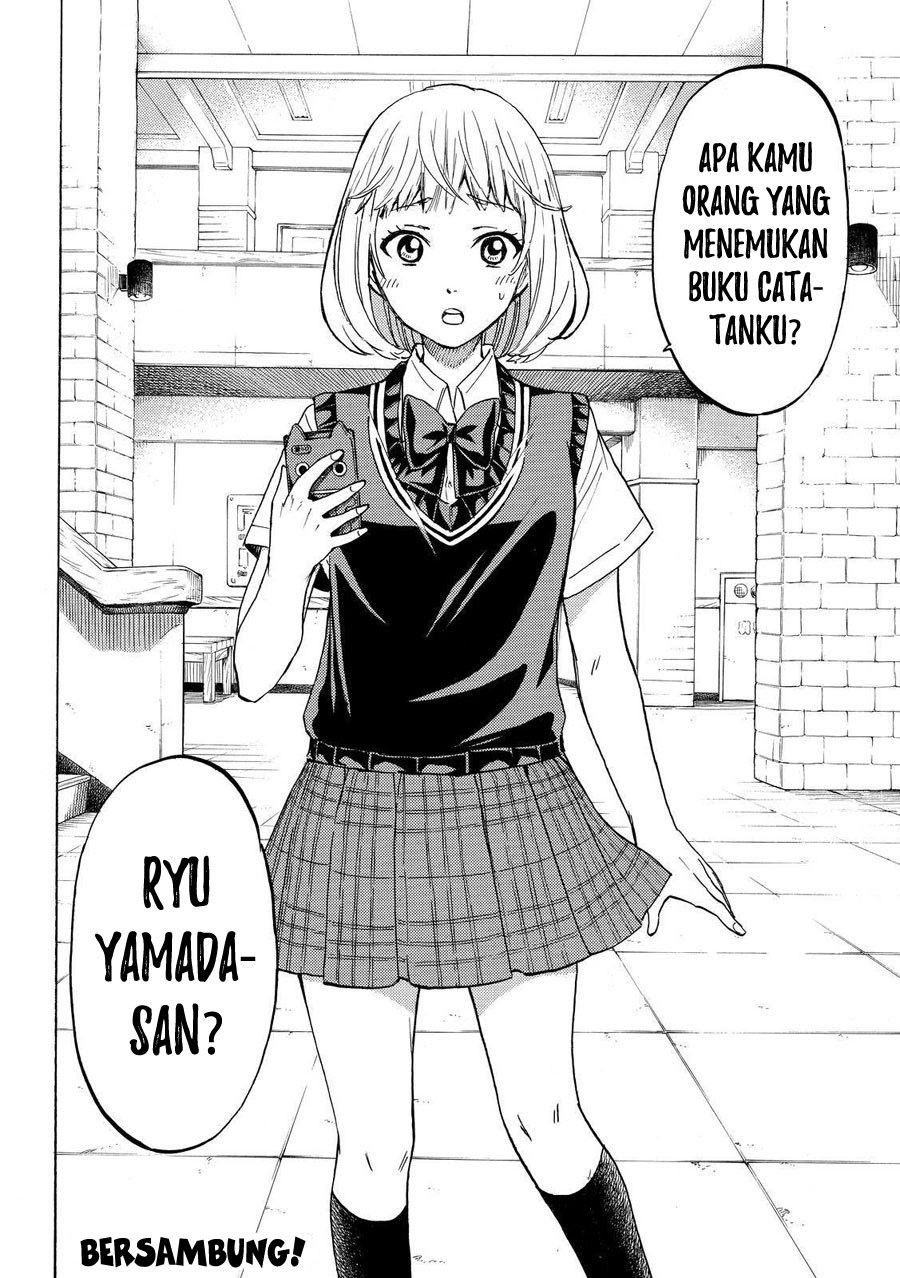 APA KAMU
ORANG YANG
MENEMUKAN
BUKU CATA-
TANKU?
RYU
YAMADA-
SAN?
BERSAMBUNG!